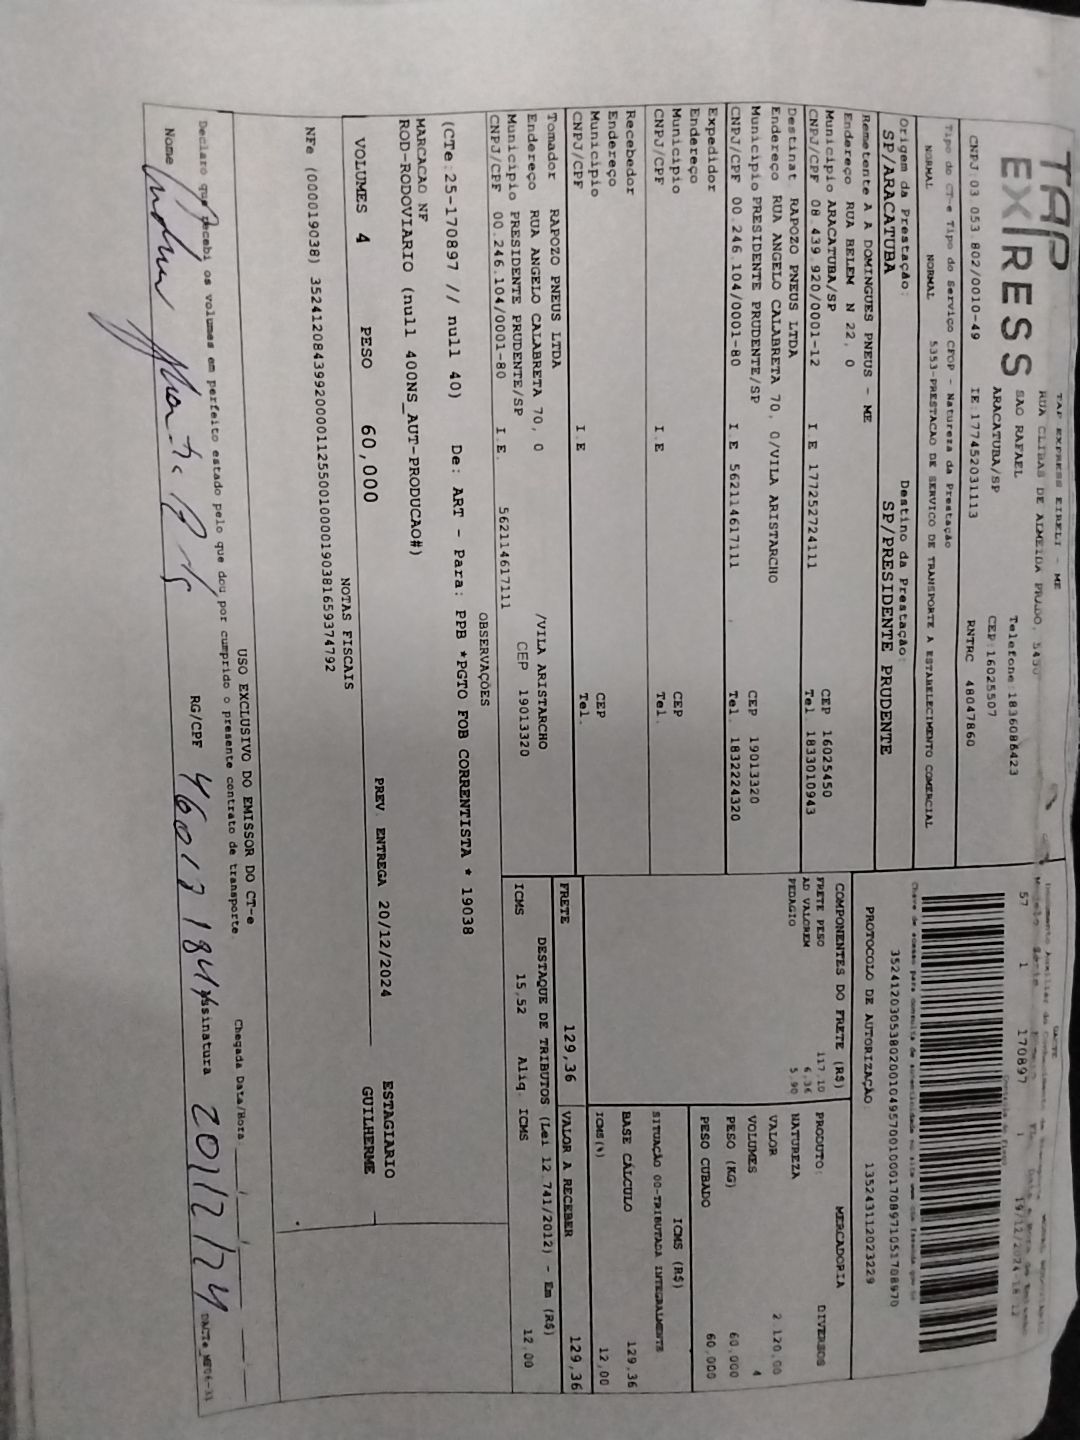 TAP
EXPRESS
TAP EXPRESS EIRELI - ME
RUA CLIBAS DE ALMEIDA PRADO, 5430
SAO RAFAEL
ARACATUBA/SP
Telefone:1836086423
CEP:16025507
CNPJ:03.053.802/0010-49 IE:177452031113 RNTRC 48047860
Tipo do CT-e Tipo do Serviço CFOP - Natureza da Prestação
NORMAL NORMAL 5353-PRESTACAO DE SERVICO DE TRANSPORTE A ESTABELECIMENTO COMERCIAL
Origem da Prestação: Destino da Prestação:
SP/ARACATUBA SP/PRESIDENTE PRUDENTE
Remetente A A DOMINGUES PNEUS - ME
Endereço RUA BELEM N 22, 0
Município ARACATUBA/SP CEP 16025450
CNPJ/CPF 08.439.920/0001-12 I.E 177252724111 Tel. 1833010943
Destinat. RAPOZO PNEUS LTDA
Endereço RUA ANGELO CALABRETA 70, 0/VILA ARISTARCHO
Município PRESIDENTE PRUDENTE/SP CEP 19013320
CNPJ/CPF 00.246.104/0001-80 I.E 562114617111 Tel. 1832224320
Expedidor
Endereço
Município CEP
CNPJ/CPF I.E Tel.
Recebedor
Endereço
Município CEP
CNPJ/CPF I.E Tel.
Tomador RAPOZO PNEUS LTDA
Endereço RUA ANGELO CALABRETA 70, 0 /VILA ARISTARCHO
Município PRESIDENTE PRUDENTE/SP CEP 19013320
CNPJ/CPF 00.246.104/0001-80 I.E. 562114617111
Modelo Série
57 1 170897 1 19/12/2024
35241203053802001049570010001708971051708970
PROTOCOLO DE AUTORIZAÇÃO 135243112023229
COMPONENTES DO FRETE (R$)
FRETE PESO 117,10
AD VALOREM 6,36
PEDAGIO 5,90
MERCADORIA
PRODUTO: DIVERSOS
NATUREZA
VALOR 2.120,00
VOLUMES 4
PESO (KG) 60,000
PESO CUBADO 60,000
ICMS (R$)
SITUAÇÃO 00-TRIBUTADA INTEGRALMENTE
BASE CÁLCULO 129,36
ICMS(%) 12,00
FRETE 129,36 VALOR A RECEBER 129,36
DESTAQUE DE TRIBUTOS (Lei 12.741/2012) - Em (R$)
ICMS 15,52 Aliq. ICMS 12,00
OBSERVAÇÕES
(CTe:25-170897 // null 40) De: ART - Para: PPB *PGTO FOB CORRENTISTA * 19038
MARCACAO NF
ROD-RODOVIARIO (null 400NS_AUT-PRODUCAO#)
VOLUMES 4 PESO 60,000 PREV. ENTREGA 20/12/2024 ESTAGIARIO
GUILHERME
NOTAS FISCAIS
NFe (000019038) 35241208439920000112550010000190381659374792
USO EXCLUSIVO DO EMISSOR DO CT-e
Declaro que recebi os volumes em perfeito estado pelo que dou por cumprido o presente contrato de transporte. Chegada Data/Hora
Nome RG/CPF Assinatura 20/12/24